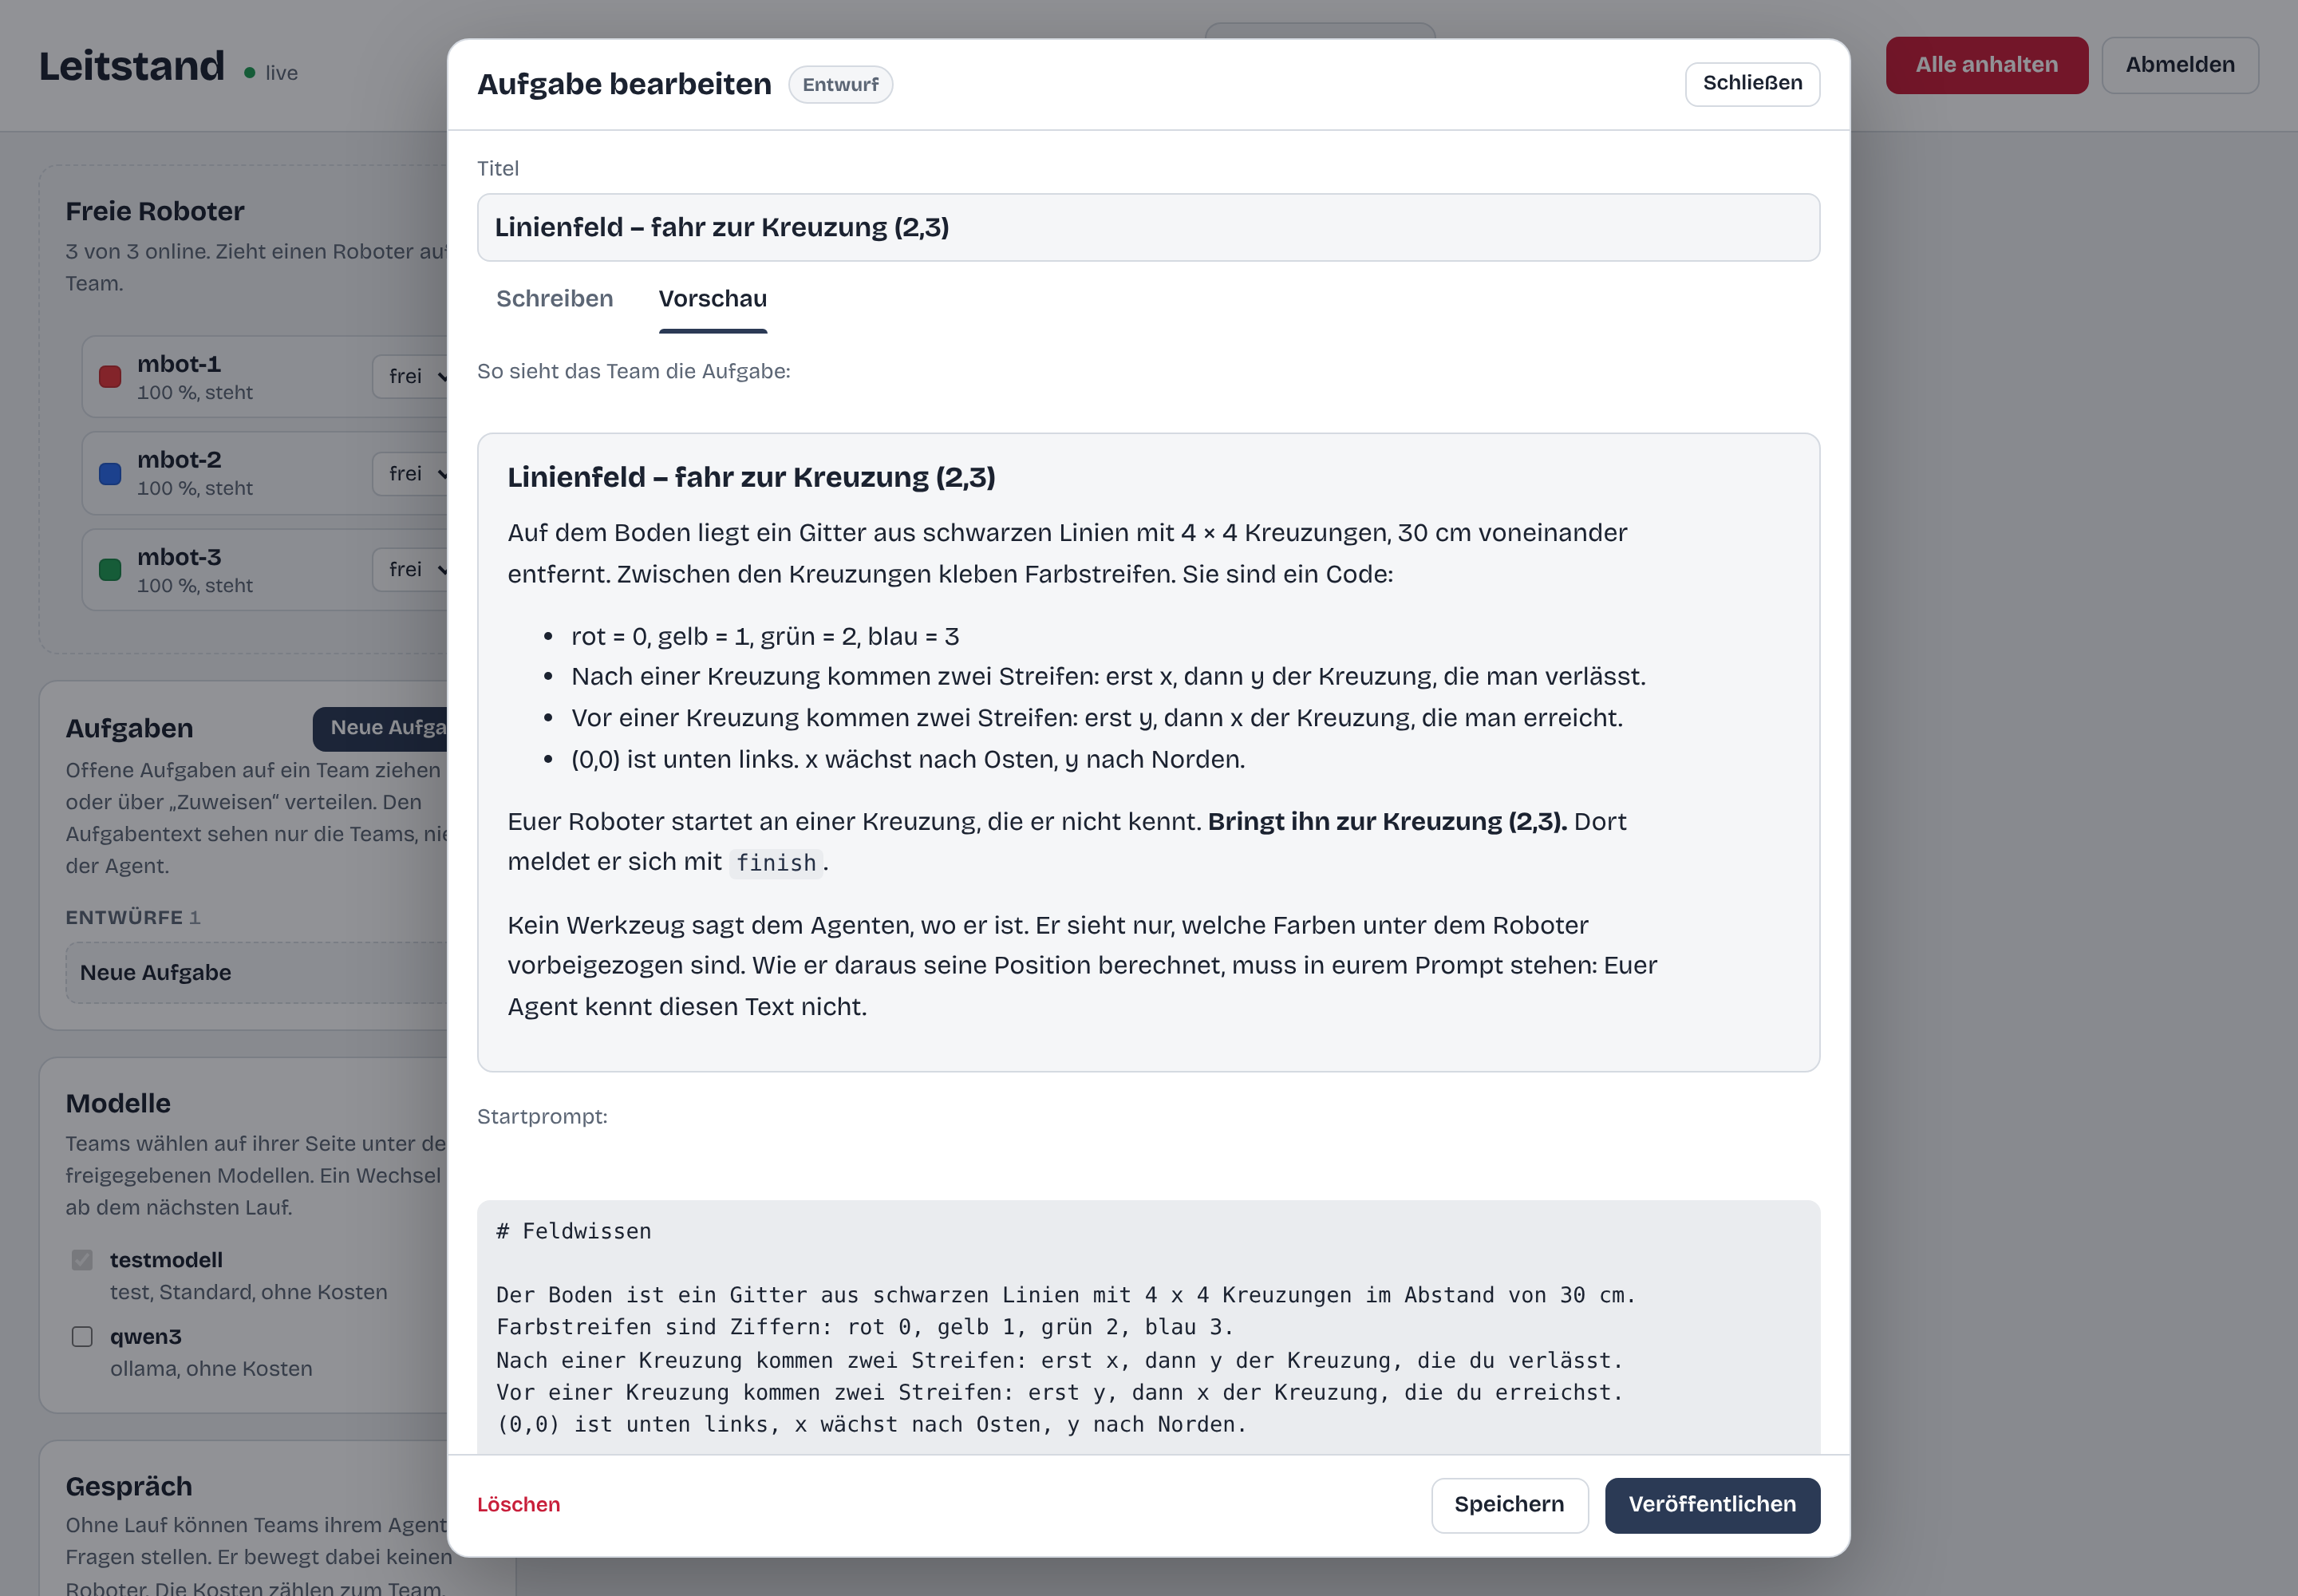 Leitstand
live
Alle anhalten
Abmelden
Freie Roboter
3 von 3 online. Zieht einen Roboter auf
Team.
mbot-1
100 %, steht
frei
mbot-2
100 %, steht
frei
mbot-3
100 %, steht
frei
Aufgaben
Neue Aufga
Offene Aufgaben auf ein Team ziehen
oder über „Zuweisen“ verteilen. Den
Aufgabentext sehen nur die Teams, nie
der Agent.
ENTWÜRFE 1
Neue Aufgabe
Modelle
Teams wählen auf ihrer Seite unter de
freigegebenen Modellen. Ein Wechsel
ab dem nächsten Lauf.
testmodell
test, Standard, ohne Kosten
qwen3
ollama, ohne Kosten
Gespräch
Ohne Lauf können Teams ihrem Agent
Fragen stellen. Er bewegt dabei keinen
Roboter. Die Kosten zählen zum Team.
Aufgabe bearbeiten
Entwurf
Schließen
Titel
Linienfeld – fahr zur Kreuzung (2,3)
Schreiben
Vorschau
So sieht das Team die Aufgabe:
Linienfeld – fahr zur Kreuzung (2,3)
Auf dem Boden liegt ein Gitter aus schwarzen Linien mit 4 × 4 Kreuzungen, 30 cm voneinander
entfernt. Zwischen den Kreuzungen kleben Farbstreifen. Sie sind ein Code:
• rot = 0, gelb = 1, grün = 2, blau = 3
• Nach einer Kreuzung kommen zwei Streifen: erst x, dann y der Kreuzung, die man verlässt.
• Vor einer Kreuzung kommen zwei Streifen: erst y, dann x der Kreuzung, die man erreicht.
• (0,0) ist unten links. x wächst nach Osten, y nach Norden.
Euer Roboter startet an einer Kreuzung, die er nicht kennt. Bringt ihn zur Kreuzung (2,3). Dort
meldet er sich mit finish.
Kein Werkzeug sagt dem Agenten, wo er ist. Er sieht nur, welche Farben unter dem Roboter
vorbeigezogen sind. Wie er daraus seine Position berechnet, muss in eurem Prompt stehen: Euer
Agent kennt diesen Text nicht.
Startprompt:
# Feldwissen
Der Boden ist ein Gitter aus schwarzen Linien mit 4 x 4 Kreuzungen im Abstand von 30 cm.
Farbstreifen sind Ziffern: rot 0, gelb 1, grün 2, blau 3.
Nach einer Kreuzung kommen zwei Streifen: erst x, dann y der Kreuzung, die du verlässt.
Vor einer Kreuzung kommen zwei Streifen: erst y, dann x der Kreuzung, die du erreichst.
(0,0) ist unten links, x wächst nach Osten, y nach Norden.
Löschen
Speichern
Veröffentlichen